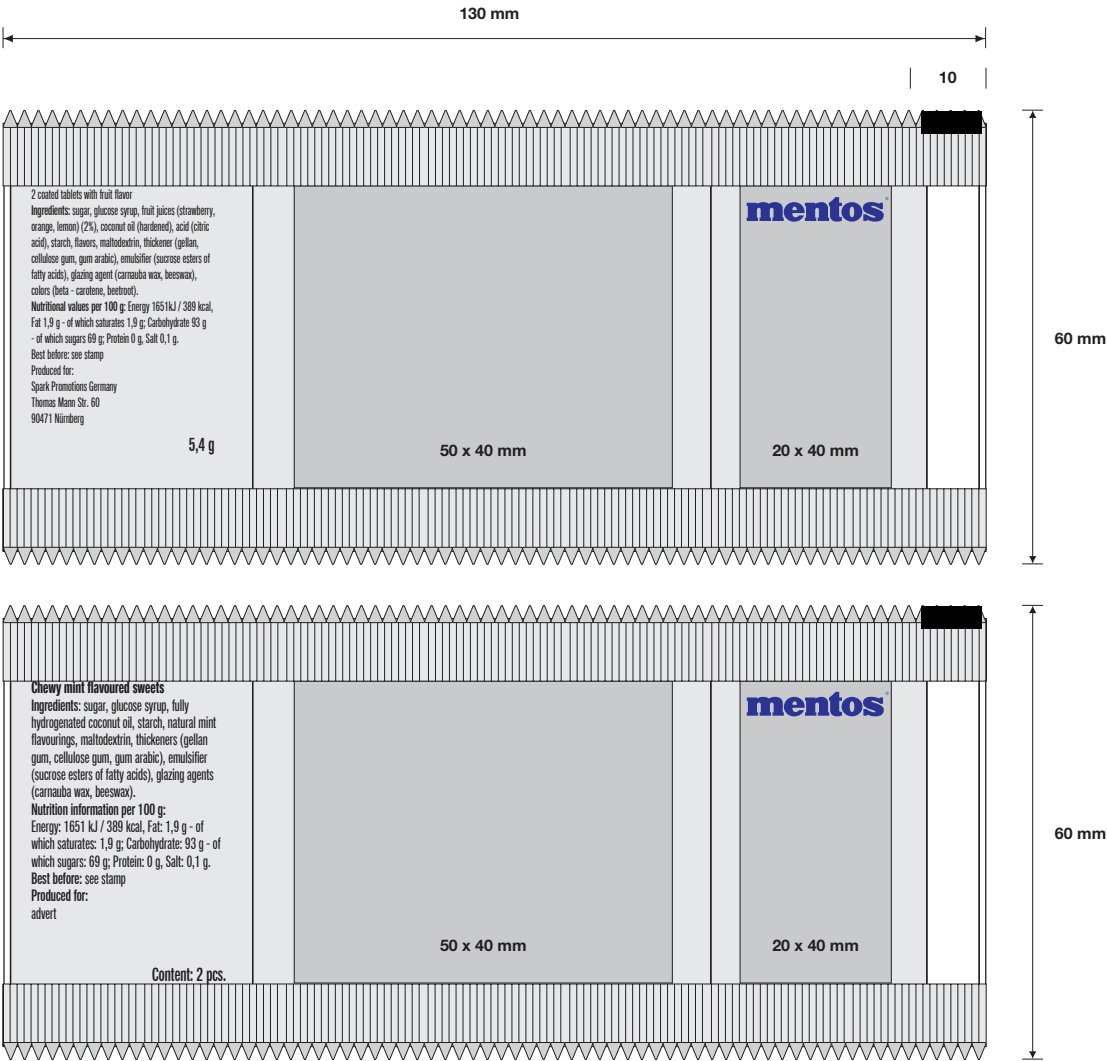 130 mm
10
2 coated tablets with fruit flavor
Ingredients: sugar, glucose syrup, fruit juices (strawberry,
orange, lemon) (2%), coconut oil (hardened), acid (citric
acid), starch, flavors, maltodextrin, thickener (gellan,
cellulose gum, gum arabic), emulsifier (sucrose esters of
fatty acids), glazing agent (carnauba wax, beeswax),
colors (beta - carotene, beetroot).
Nutritional values per 100 g: Energy 1651kJ / 389 kcal,
Fat 1,9 g - of which saturates 1,9 g; Carbohydrate 93 g
- of which sugars 69 g; Protein 0 g, Salt 0,1 g.
Best before: see stamp
Produced for:
Spark Promotions Germany
Thomas Mann Str. 60
90471 Nürnberg
5,4 g
50 x 40 mm
mentos®
20 x 40 mm
60 mm
Chewy mint flavoured sweets
Ingredients: sugar, glucose syrup, fully
hydrogenated coconut oil, starch, natural mint
flavourings, maltodextrin, thickeners (gellan
gum, cellulose gum, gum arabic), emulsifier
(sucrose esters of fatty acids), glazing agents
(carnauba wax, beeswax).
Nutrition information per 100 g:
Energy: 1651 kJ / 389 kcal, Fat: 1,9 g - of
which saturates: 1,9 g; Carbohydrate: 93 g - of
which sugars: 69 g; Protein: 0 g, Salt: 0,1 g.
Best before: see stamp
Produced for:
advert
Content: 2 pcs.
50 x 40 mm
mentos®
20 x 40 mm
60 mm